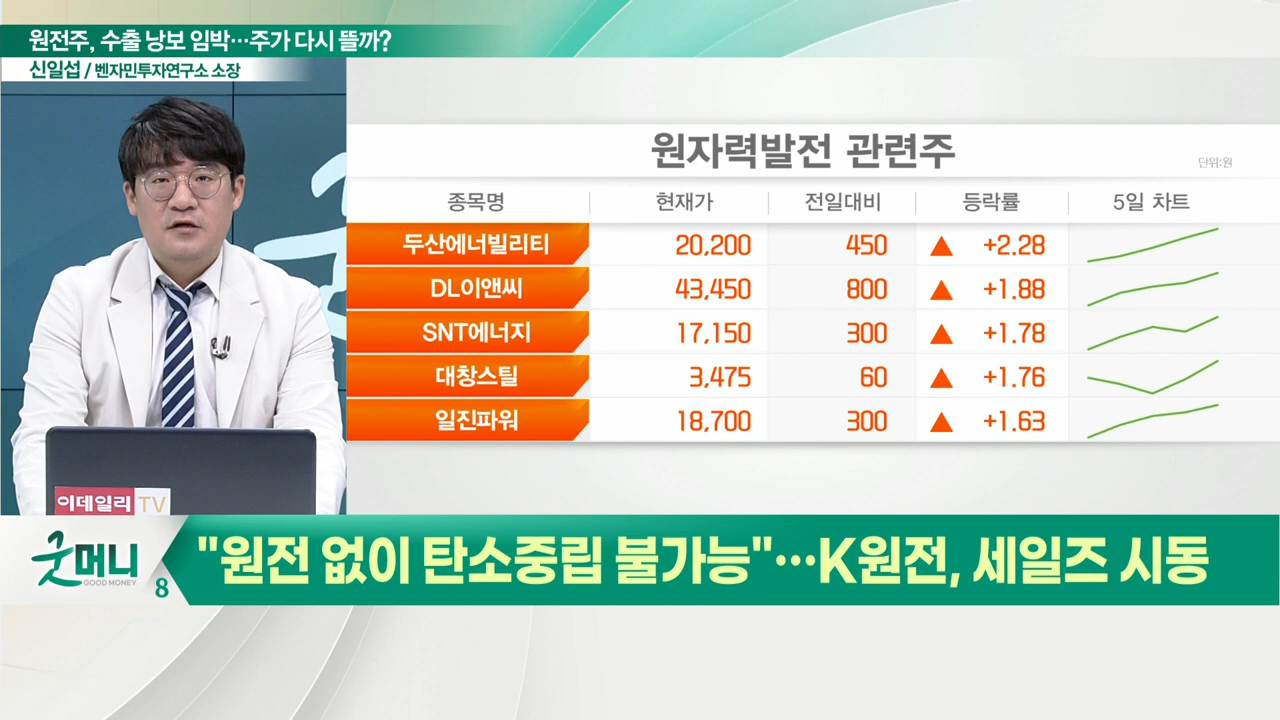 원전주, 수출 낭보 임박…주가 다시 뜰까?
신일섭 / 벤자민투자연구소 소장
원자력발전 관련주
단위:원
종목명 현재가 전일대비 등락률 5일 차트
두산에너빌리티 20,200 450 ▲ +2.28
DL이앤씨 43,450 800 ▲ +1.88
SNT에너지 17,150 300 ▲ +1.78
대창스틸 3,475 60 ▲ +1.76
일진파워 18,700 300 ▲ +1.63
이데일리 TV
굿머니
GOOD MONEY
8
"원전 없이 탄소중립 불가능"…K원전, 세일즈 시동